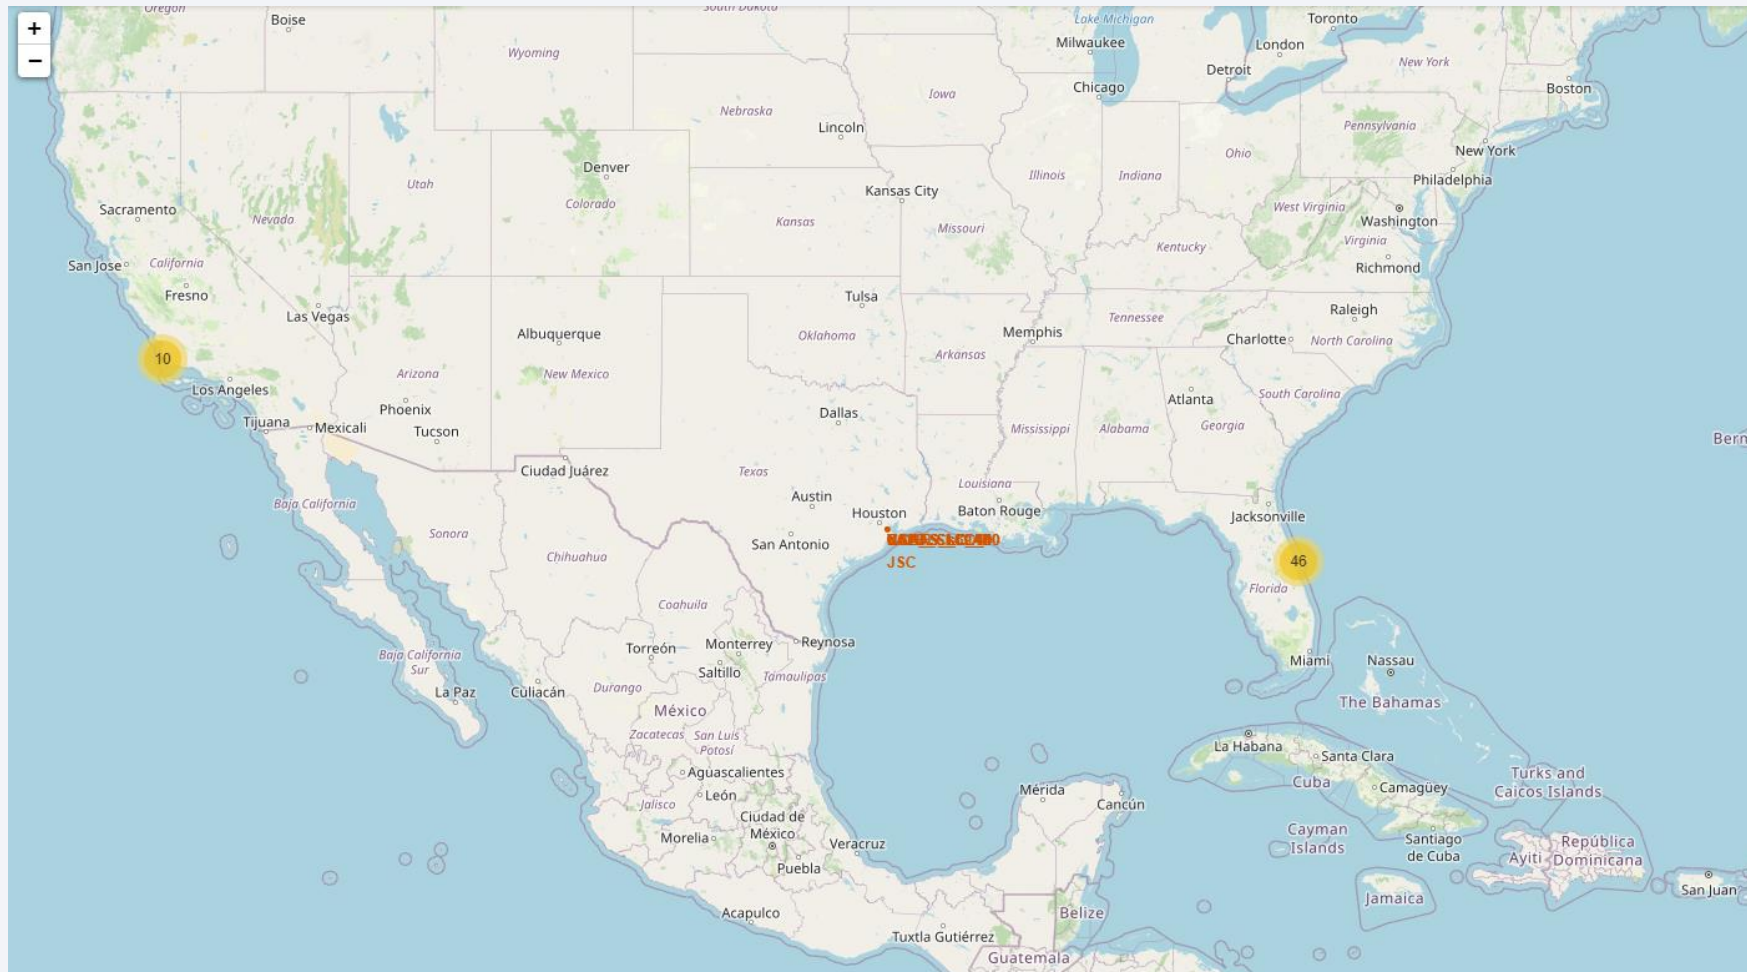 Oregon
Boise
South Dakota
Lake Michigan
Toronto
+
Wyoming
Milwaukee
London
−
Detroit
New York
Chicago
Boston
Nebraska
Iowa
Lincoln
Pennsylvania
New York
Ohio
Denver
Utah
Kansas City
Illinois
Indiana
Philadelphia
Colorado
Sacramento
Nevada
Kansas
West Virginia
Washington
Missouri
Virginia
Kentucky
San Jose
California
Richmond
Fresno
Tulsa
Las Vegas
Raleigh
Albuquerque
Oklahoma
Memphis
Tennessee
Charlotte
North Carolina
10
Arkansas
Arizona
New Mexico
Los Angeles
South Carolina
Phoenix
Dallas
Atlanta
Tijuana
Mexicali
Tucson
Mississippi
Alabama
Georgia
Bern
Ciudad Juárez
Texas
Louisiana
Baja California
Austin
Houston
Baton Rouge
Jacksonville
Sonora
San Antonio
Chihuahua
JSC
46
Florida
Coahuila
Torreón
Monterrey
Reynosa
Baja California
Sur
Saltillo
Tamaulipas
Miami
Nassau
La Paz
Culiacán
Durango
México
The Bahamas
Zacatecas
San Luis
Potosí
La Habana
Santa Clara
Aguascalientes
Cuba
Turks and
Caicos Islands
León
Jalisco
Mérida
Cancún
Camagüey
Ciudad de
México
Morelia
Veracruz
Cayman
Islands
Santiago
de Cuba
Ayiti
República
Dominicana
Puebla
San Juan
Jamaica
Acapulco
Belize
Tuxtla Gutiérrez
Guatemala